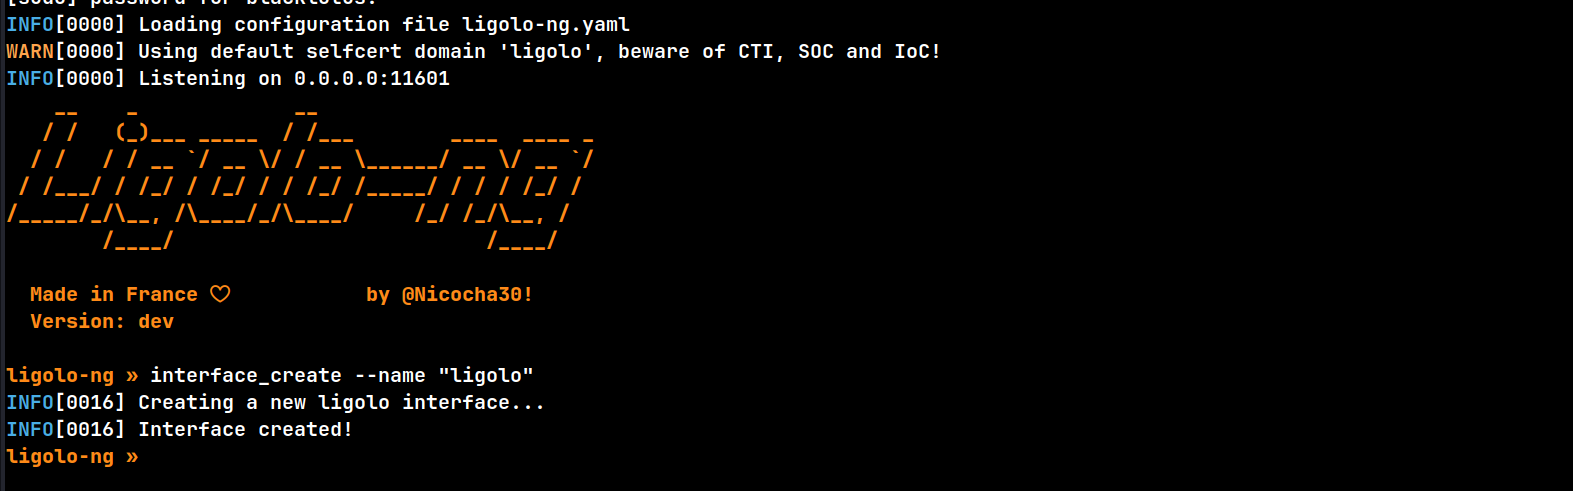 [sudo] password for blacklotus:
INFO[0000] Loading configuration file ligolo-ng.yaml
WARN[0000] Using default selfcert domain 'ligolo', beware of CTI, SOC and IoC!
INFO[0000] Listening on 0.0.0.0:11601
Ligolo-ng
Made in France ♡ by @Nicocha30!
Version: dev
ligolo-ng » interface_create --name "ligolo"
INFO[0016] Creating a new ligolo interface...
INFO[0016] Interface created!
ligolo-ng »